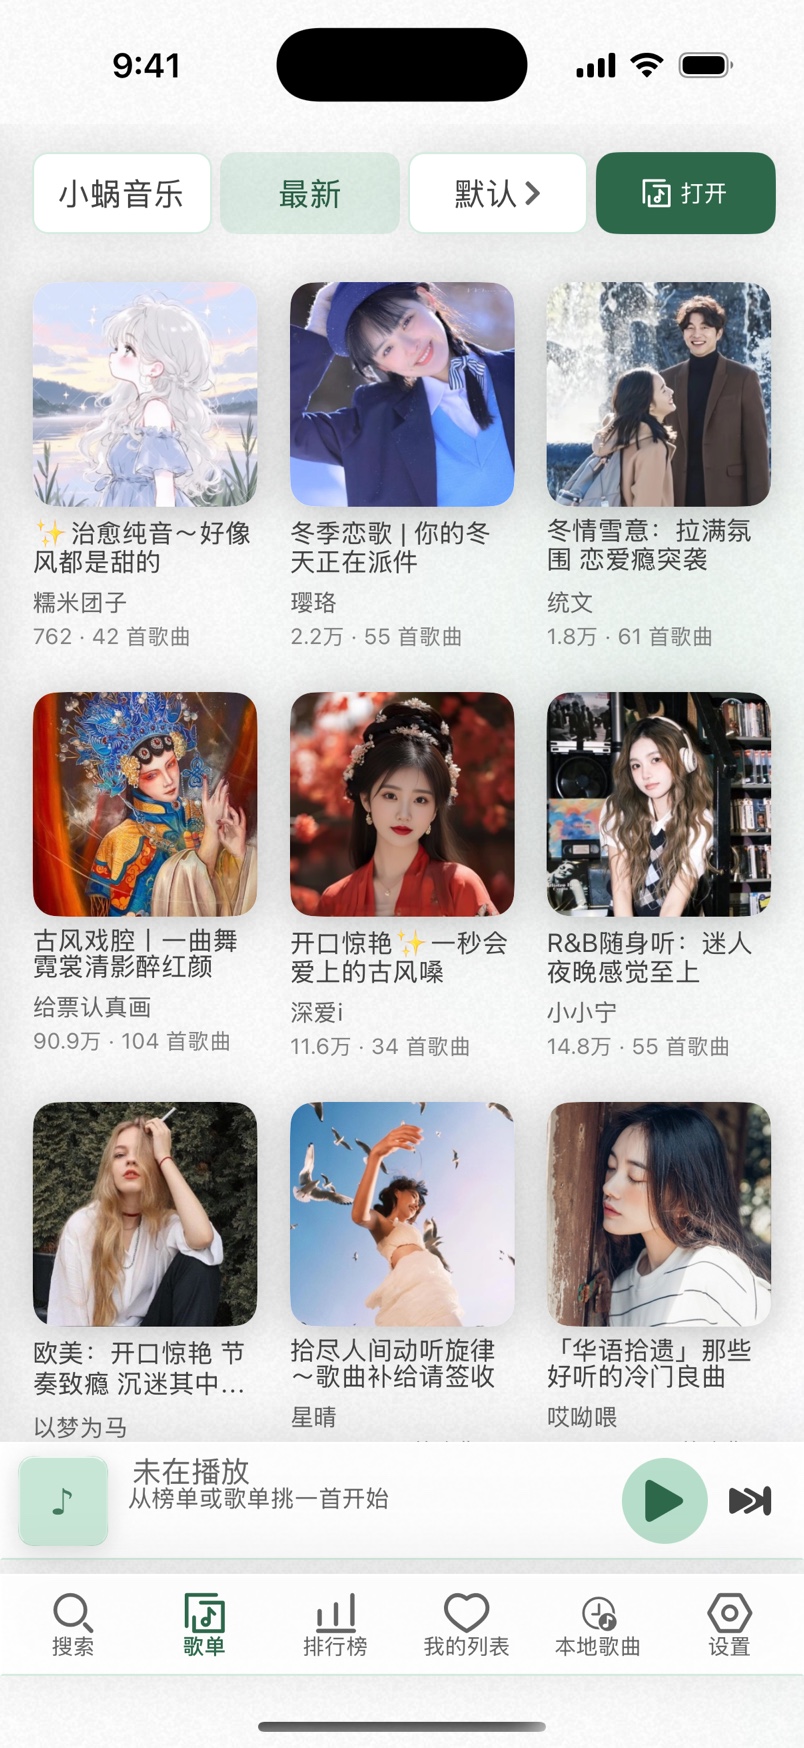 9:41
小蜗音乐
最新
默认
打开
✨治愈纯音～好像
风都是甜的
糯米团子
762 · 42 首歌曲
冬季恋歌 | 你的冬
天正在派件
璎珞
2.2万 · 55 首歌曲
冬情雪意：拉满氛
围 恋爱瘾突袭
统文
1.8万 · 61 首歌曲
古风戏腔丨一曲舞
霓裳清影醉红颜
给票认真画
90.9万 · 104 首歌曲
开口惊艳✨一秒会
爱上的古风嗓
深爱i
11.6万 · 34 首歌曲
R&B随身听：迷人
夜晚感觉至上
小小宁
14.8万 · 55 首歌曲
欧美：开口惊艳 节
奏致瘾 沉迷其中...
以梦为马
拾尽人间动听旋律
～歌曲补给请签收
星晴
「华语拾遗」那些
好听的冷门良曲
哎呦喂
未在播放
从榜单或歌单挑一首开始
搜索
歌单
排行榜
我的列表
本地歌曲
设置